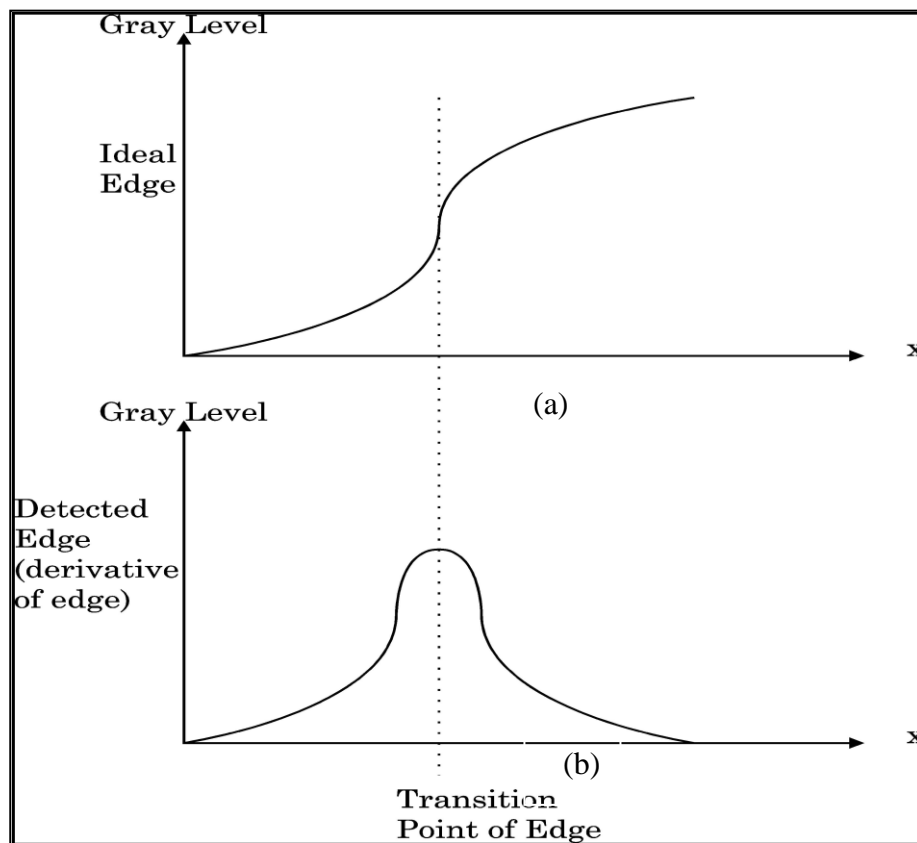 Gray Level
Ideal
Edge
x
(a)
Gray Level
Detected
Edge
(derivative
of edge)
x
(b)
Transition
Point of Edge